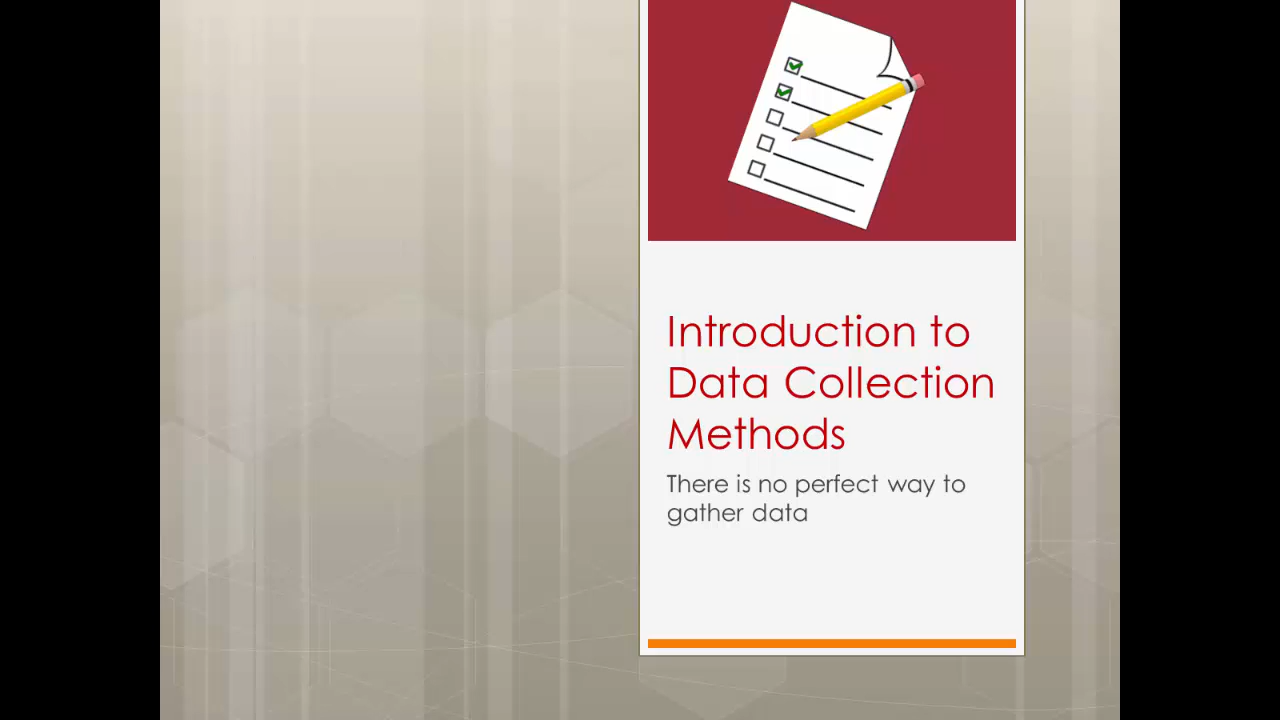 Introduction to
Data Collection
Methods
There is no perfect way to
gather data